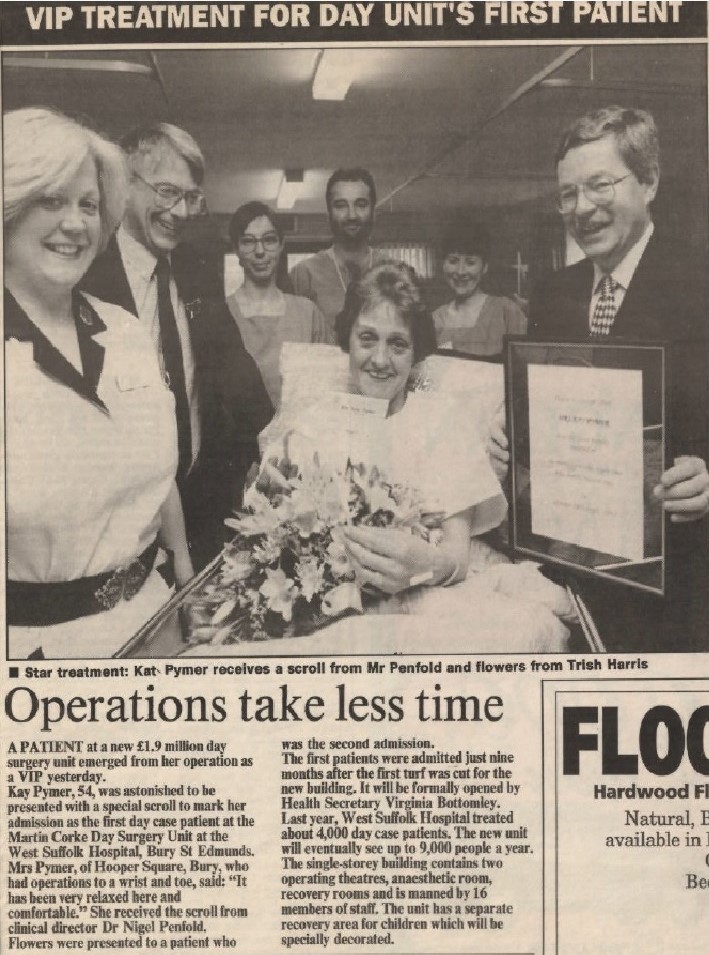 VIP TREATMENT FOR DAY UNIT'S FIRST PATIENT
■ Star treatment: Kat Pymer receives a scroll from Mr Penfold and flowers from Trish Harris
Operations take less time
A PATIENT at a new £1.9 million day
surgery unit emerged from her operation as
a VIP yesterday.
Kay Pymer, 54, was astonished to be
presented with a special scroll to mark her
admission as the first day case patient at the
Martin Corke Day Surgery Unit at the
West Suffolk Hospital, Bury St Edmunds.
Mrs Pymer, of Hooper Square, Bury, who
had operations to a wrist and toe, said: "It
has been very relaxed here and
comfortable." She received the scroll from
clinical director Dr Nigel Penfold.
Flowers were presented to a patient who
was the second admission.
The first patients were admitted just nine
months after the first turf was cut for the
new building. It will be formally opened by
Health Secretary Virginia Bottomley.
Last year, West Suffolk Hospital treated
about 4,000 day case patients. The new unit
will eventually see up to 9,000 people a year.
The single-storey building contains two
operating theatres, anaesthetic room,
recovery rooms and is manned by 16
members of staff. The unit has a separate
recovery area for children which will be
specially decorated.
FLOO
Hardwood Fl
Natural, B
available in
Bee